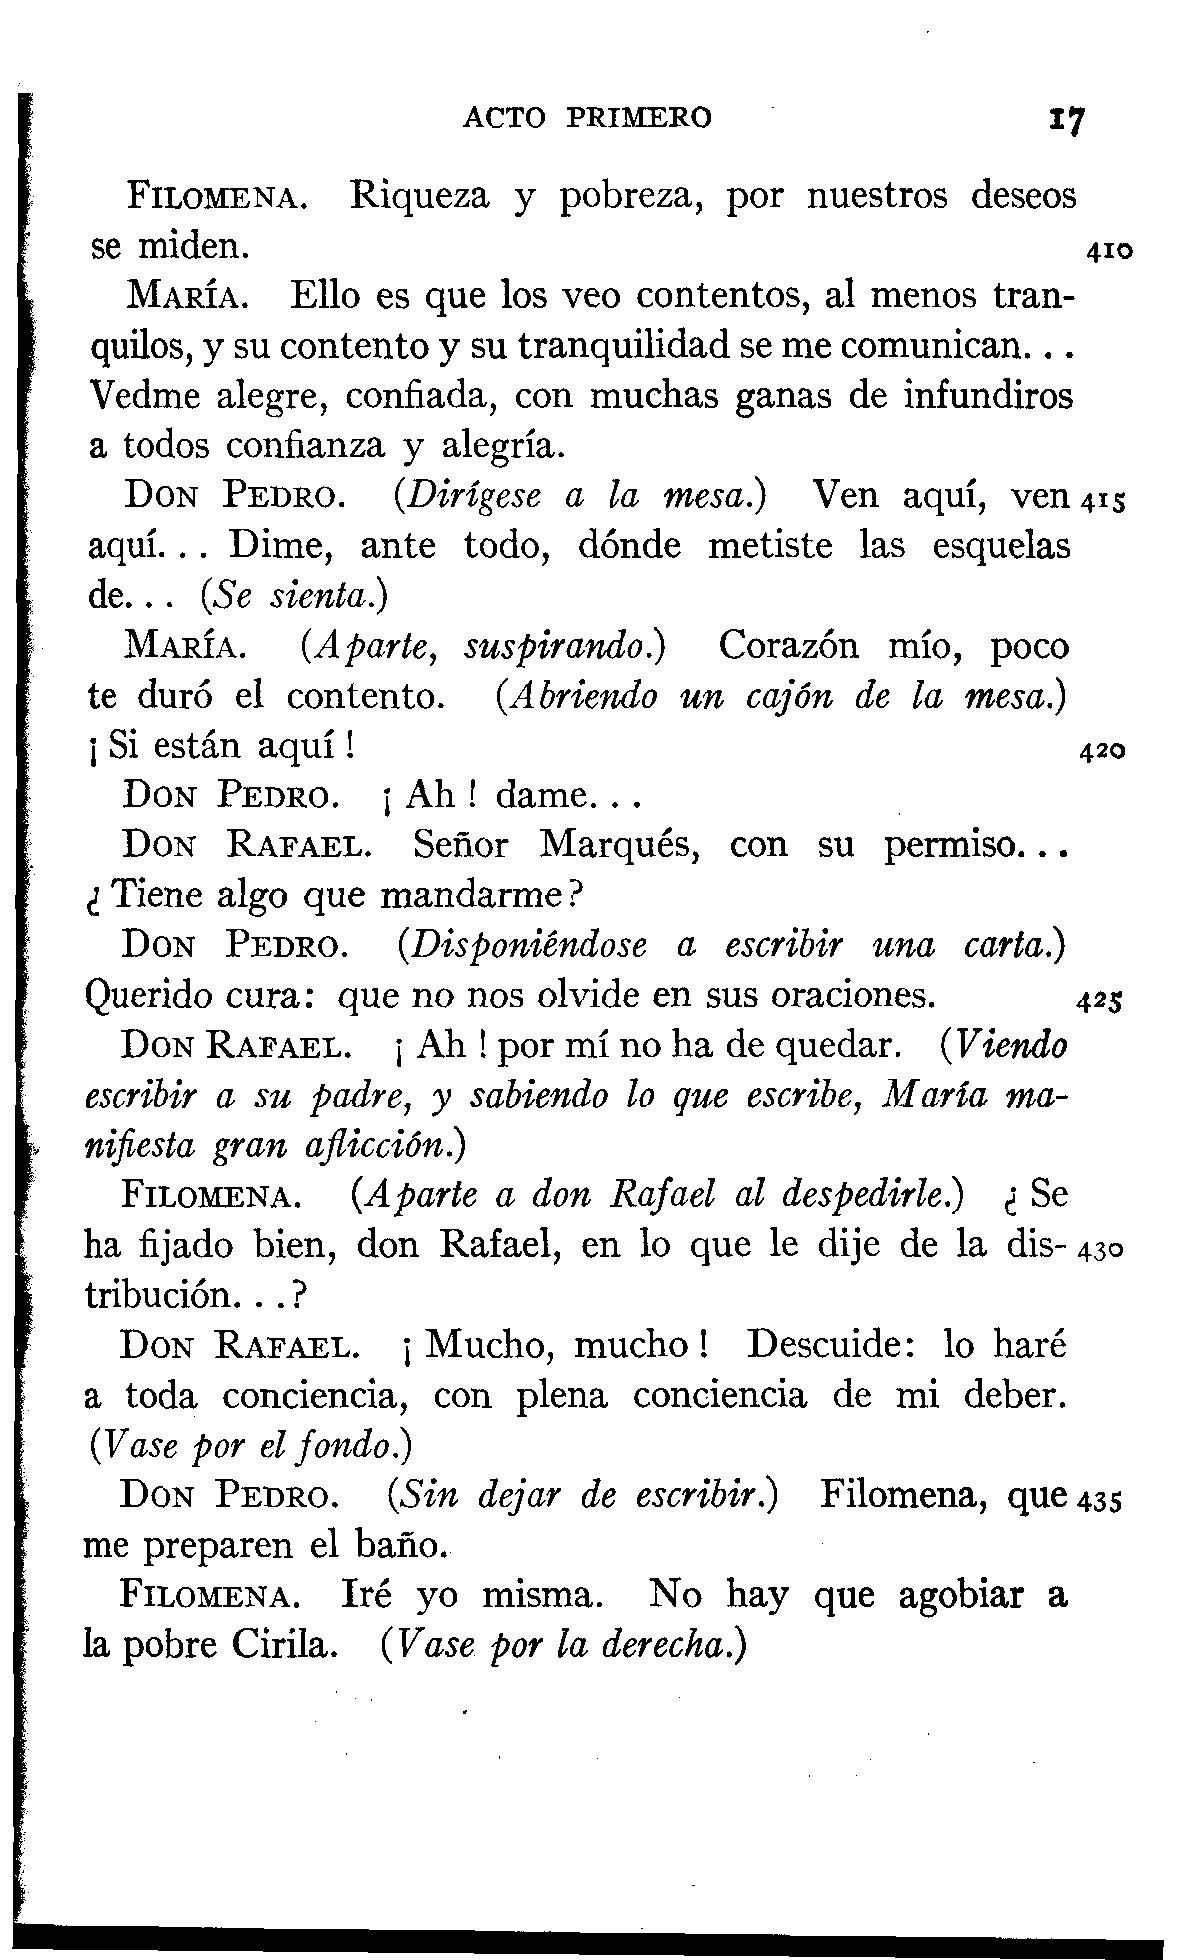 ACTO PRIMERO 17
FILOMENA. Riqueza y pobreza, por nuestros deseos
se miden. 410
MARÍA. Ello es que los veo contentos, al menos tran-
quilos, y su contento y su tranquilidad se me comunican...
Vedme alegre, confiada, con muchas ganas de infundiros
a todos confianza y alegría.
DON PEDRO. (Dirígese a la mesa.) Ven aquí, ven 415
aquí... Dime, ante todo, dónde metiste las esquelas
de... (Se sienta.)
MARÍA. (Aparte, suspirando.) Corazón mío, poco
te duró el contento. (Abriendo un cajón de la mesa.)
¡ Si están aquí ! 420
DON PEDRO. ¡ Ah ! dame...
DON RAFAEL. Señor Marqués, con su permiso...
¿ Tiene algo que mandarme?
DON PEDRO. (Disponiéndose a escribir una carta.)
Querido cura: que no nos olvide en sus oraciones. 425
DON RAFAEL. ¡ Ah ! por mí no ha de quedar. (Viendo
escribir a su padre, y sabiendo lo que escribe, María ma-
nifiesta gran aflicción.)
FILOMENA. (Aparte a don Rafael al despedirle.) ¿ Se
ha fijado bien, don Rafael, en lo que le dije de la dis- 430
tribución...?
DON RAFAEL. ¡ Mucho, mucho ! Descuide: lo haré
a toda conciencia, con plena conciencia de mi deber.
(Vase por el fondo.)
DON PEDRO. (Sin dejar de escribir.) Filomena, que 435
me preparen el baño.
FILOMENA. Iré yo misma. No hay que agobiar a
la pobre Cirila. (Vase por la derecha.)